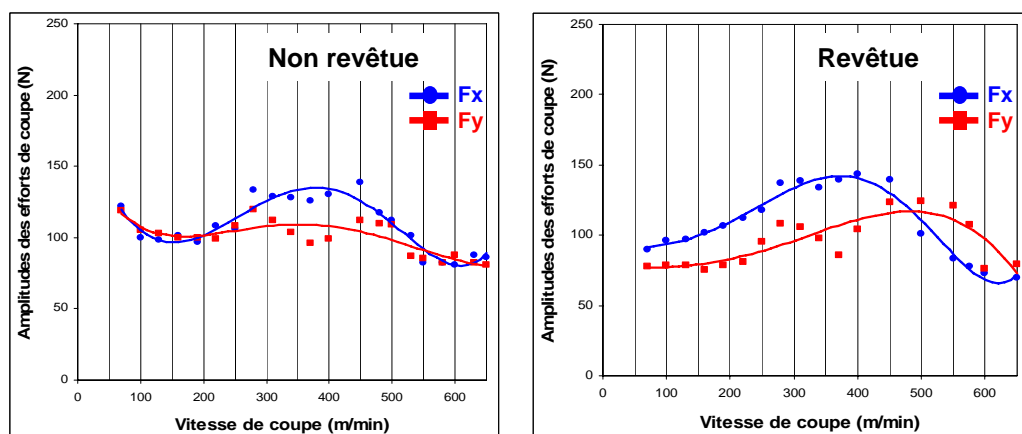 Non revêtue
Fx
Fy
Amplitudes des efforts de coupe (N)
250
200
150
100
50
0
0 100 200 300 400 500 600
Vitesse de coupe (m/min)
Revêtue
Fx
Fy
Amplitudes des efforts de coupe (N)
250
200
150
100
50
0
0 100 200 300 400 500 600
Vitesse de coupe (m/min)